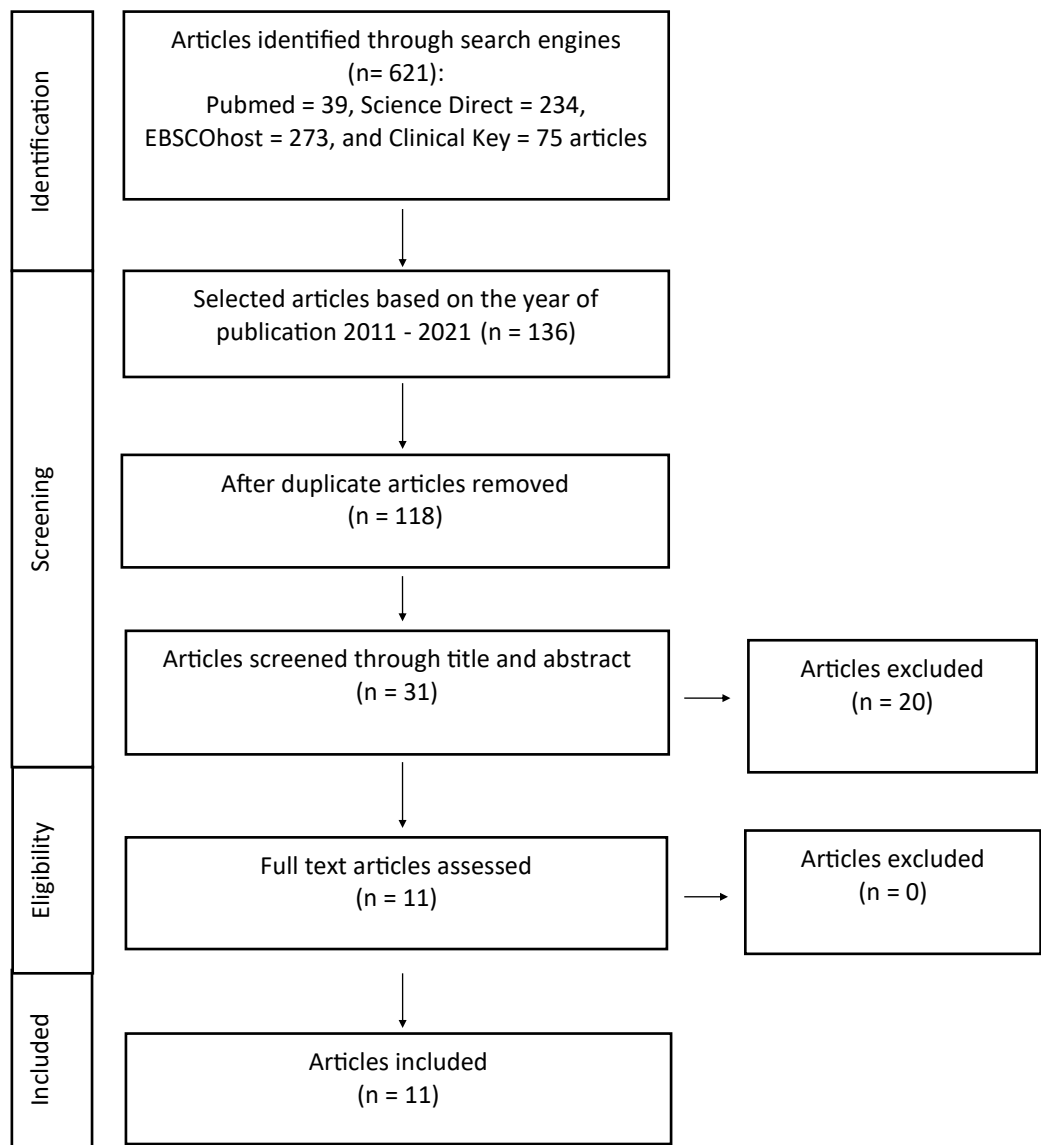 Identification
Articles identified through search engines
(n= 621):
Pubmed = 39, Science Direct = 234,
EBSCOhost = 273, and Clinical Key = 75 articles
Screening
Selected articles based on the year of
publication 2011 - 2021 (n = 136)
After duplicate articles removed
(n = 118)
Articles screened through title and abstract
(n = 31)
Articles excluded
(n = 20)
Eligibility
Full text articles assessed
(n = 11)
Articles excluded
(n = 0)
Included
Articles included
(n = 11)